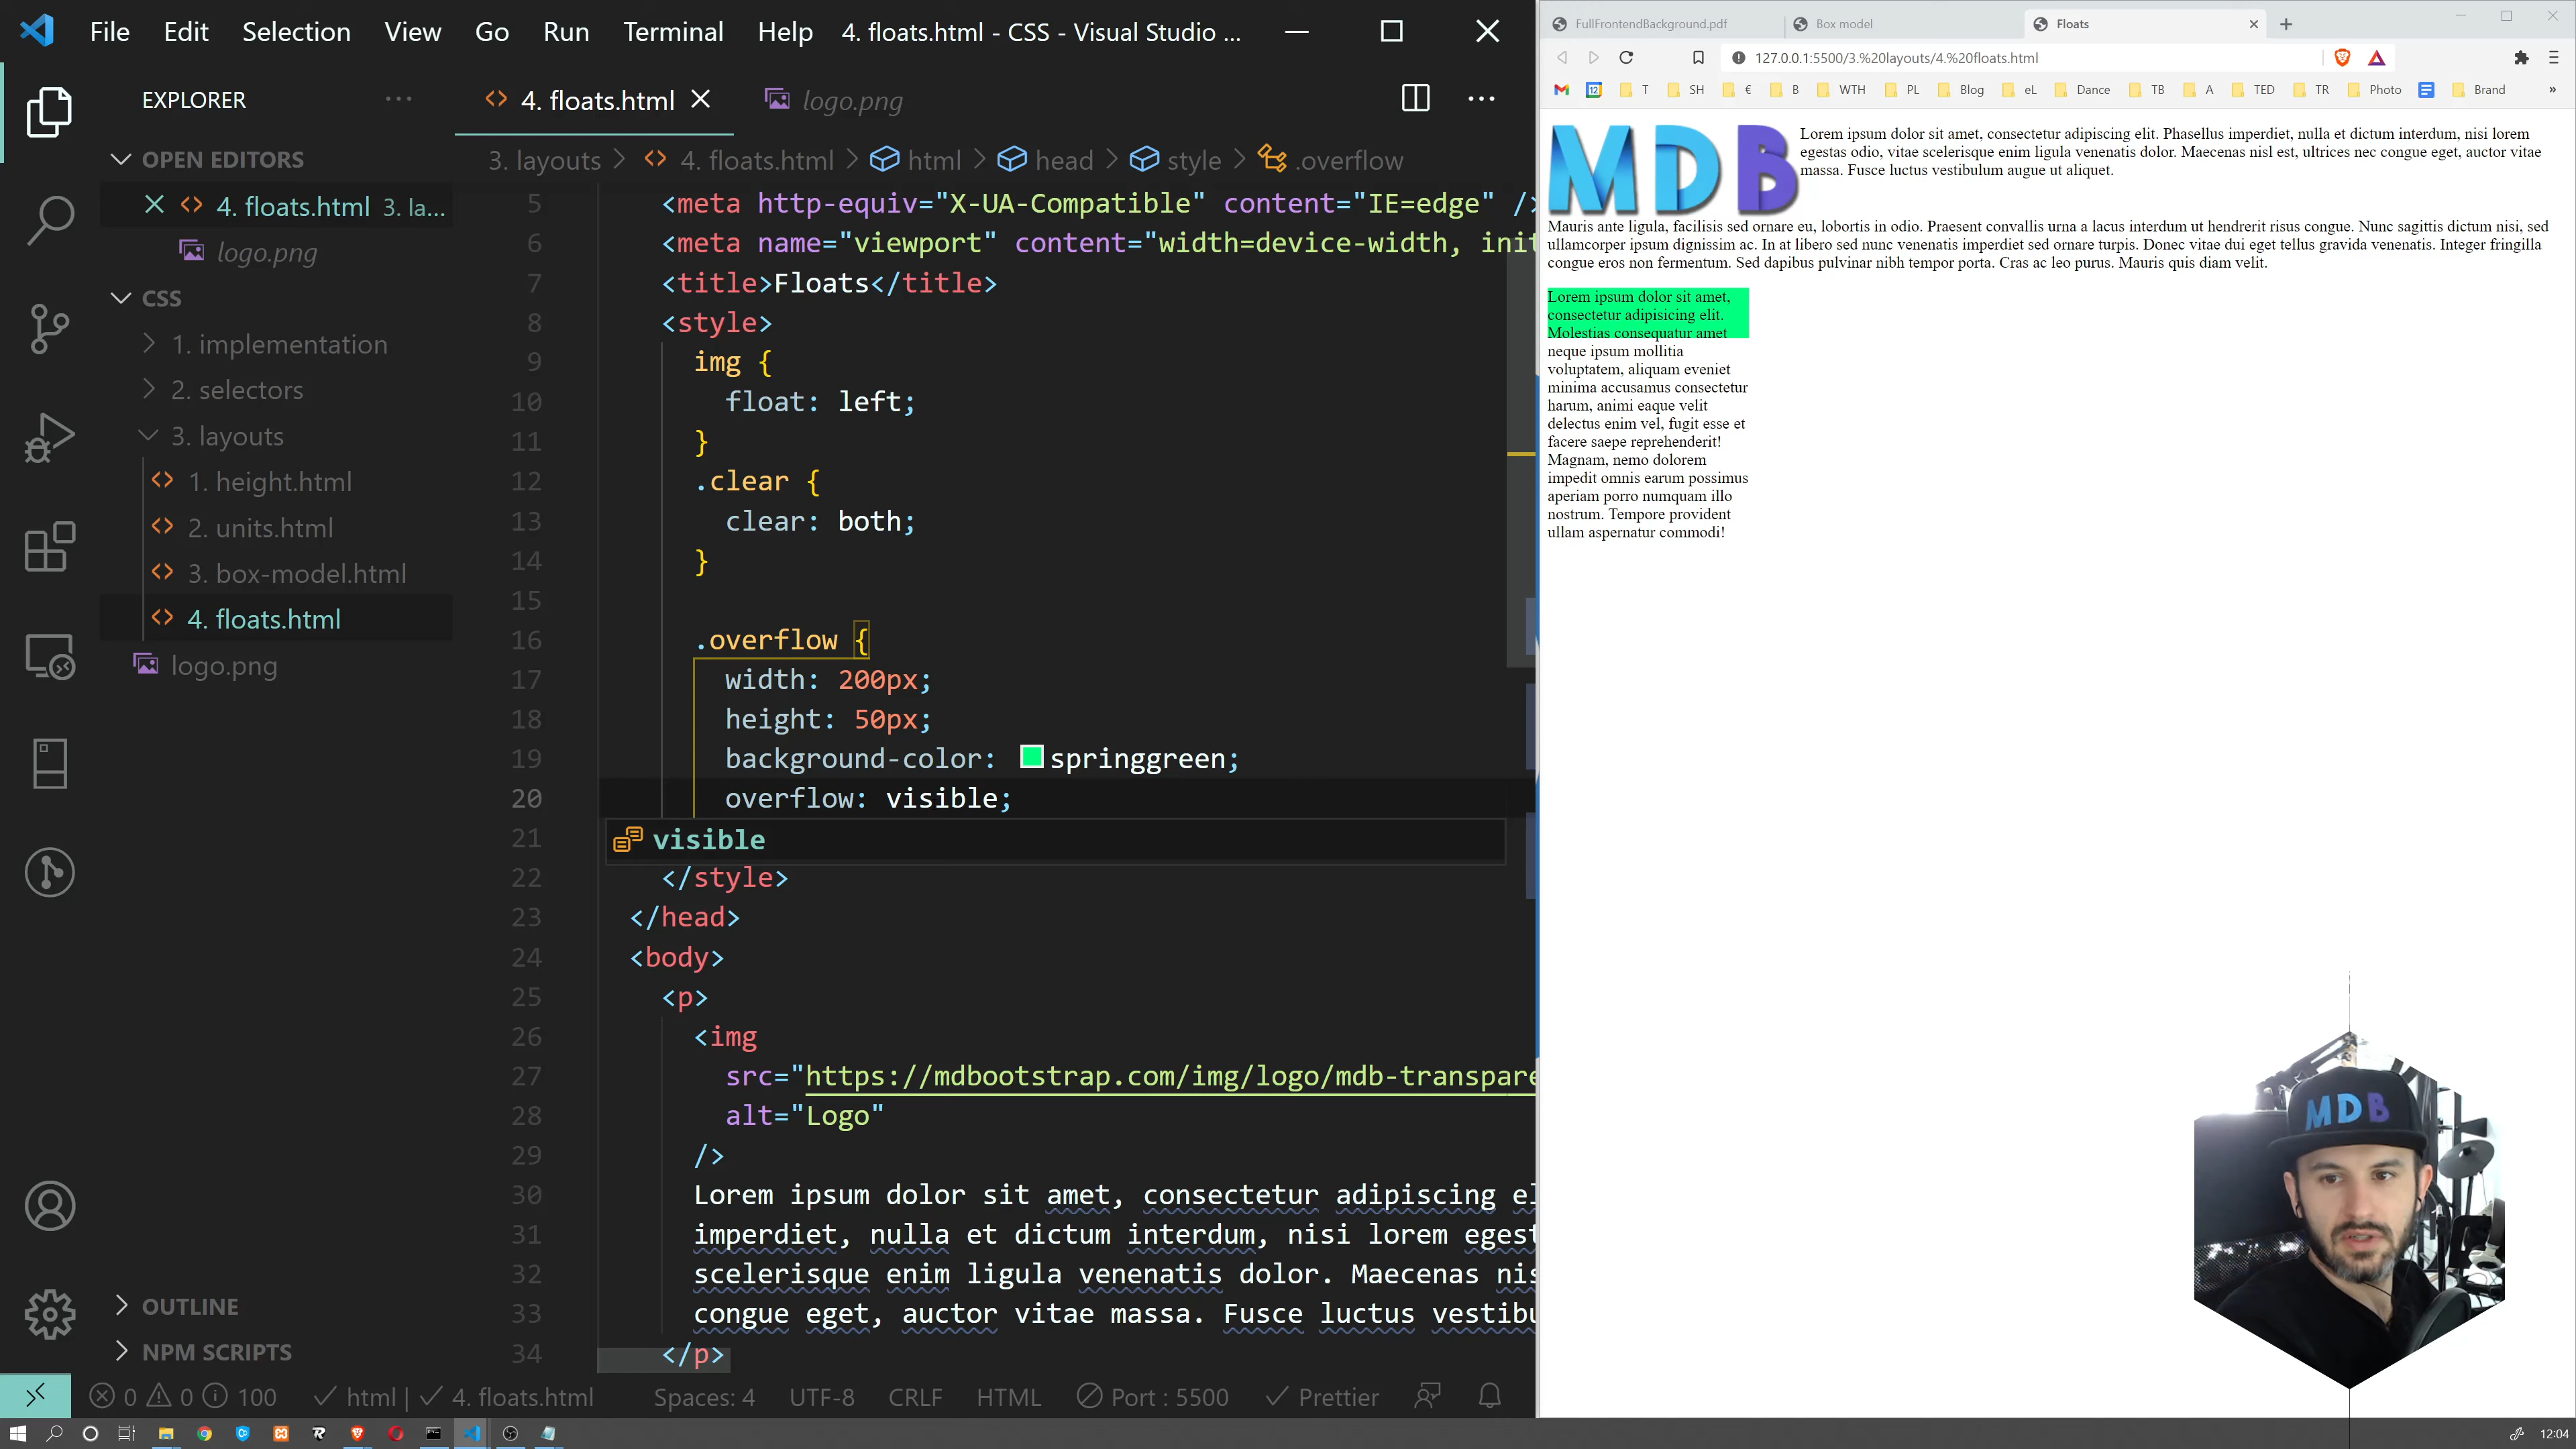 File Edit Selection View Go Run Terminal Help 4. floats.html - CSS - Visual Studio ...
EXPLORER
OPEN EDITORS
4. floats.html 3. la...
logo.png
CSS
1. implementation
2. selectors
3. layouts
1. height.html
2. units.html
3. box-model.html
4. floats.html
logo.png
OUTLINE
NPM SCRIPTS
4. floats.html logo.png
3. layouts > 4. floats.html > html > head > style > .overflow
5 <meta http-equiv="X-UA-Compatible" content="IE=edge" />
6 <meta name="viewport" content="width=device-width, init
7 <title>Floats</title>
8 <style>
9 img {
10 float: left;
11 }
12 .clear {
13 clear: both;
14 }
15
16 .overflow {
17 width: 200px;
18 height: 50px;
19 background-color: springgreen;
20 overflow: visible;
21 visible
22 </style>
23 </head>
24 <body>
25 <p>
26 <img
27 src="https://mdbootstrap.com/img/logo/mdb-transpare
28 alt="Logo"
29 />
30 Lorem ipsum dolor sit amet, consectetur adipiscing el
31 imperdiet, nulla et dictum interdum, nisi lorem egest
32 scelerisque enim ligula venenatis dolor. Maecenas nis
33 congue eget, auctor vitae massa. Fusce luctus vestibu
34 </p>
0 0 100 html | 4. floats.html Spaces: 4 UTF-8 CRLF HTML Port : 5500 Prettier
FullFrontendBackground.pdf Box model Floats
127.0.0.1:5500/3.%20layouts/4.%20floats.html
12 T SH € B WTH PL Blog eL Dance TB A TED TR Photo Brand »
MDB
Lorem ipsum dolor sit amet, consectetur adipiscing elit. Phasellus imperdiet, nulla et dictum interdum, nisi lorem
egestas odio, vitae scelerisque enim ligula venenatis dolor. Maecenas nisl est, ultrices nec congue eget, auctor vitae
massa. Fusce luctus vestibulum augue ut aliquet.
Mauris ante ligula, facilisis sed ornare eu, lobortis in odio. Praesent convallis urna a lacus interdum ut hendrerit risus congue. Nunc sagittis dictum nisi, sed
ullamcorper ipsum dignissim ac. In at libero sed nunc venenatis imperdiet sed ornare turpis. Donec vitae dui eget tellus gravida venenatis. Integer fringilla
congue eros non fermentum. Sed dapibus pulvinar nibh tempor porta. Cras ac leo purus. Mauris quis diam velit.
Lorem ipsum dolor sit amet,
consectetur adipisicing elit.
Molestias consequatur amet
neque ipsum mollitia
voluptatem, aliquam eveniet
minima accusamus consectetur
harum, animi eaque velit
delectus enim vel, fugit esse et
facere saepe reprehenderit!
Magnam, nemo dolorem
impedit omnis earum possimus
aperiam porro numquam illo
nostrum. Tempore provident
ullam aspernatur commodi!
MDB
12:04